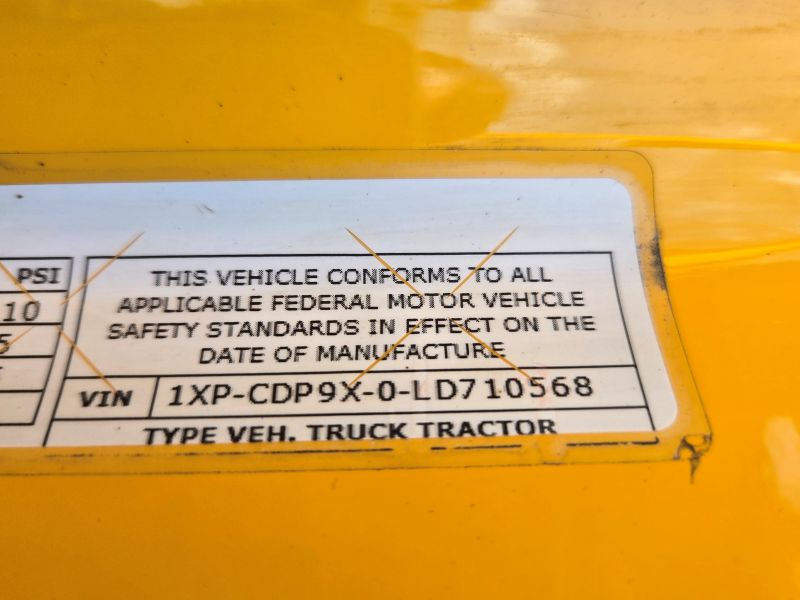 PSI
10
5
THIS VEHICLE CONFORMS TO ALL
APPLICABLE FEDERAL MOTOR VEHICLE
SAFETY STANDARDS IN EFFECT ON THE
DATE OF MANUFACTURE
VIN 1XP-CDP9X-0-LD710568
TYPE VEH. TRUCK TRACTOR